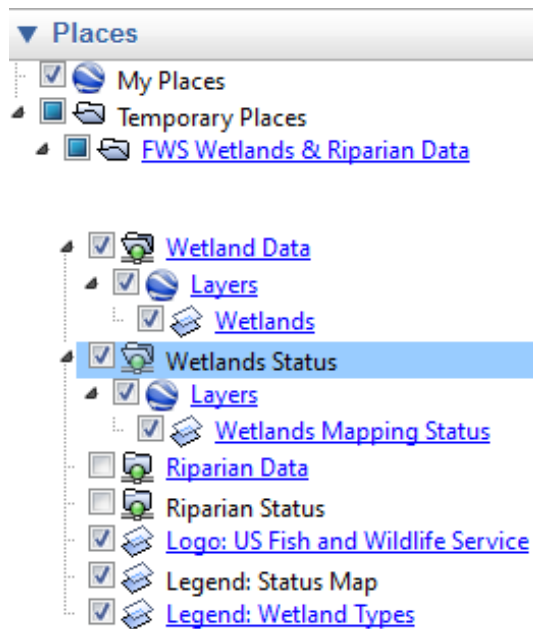 Places
My Places
Temporary Places
FWS Wetlands & Riparian Data
Wetland Data
Layers
Wetlands
Wetlands Status
Layers
Wetlands Mapping Status
Riparian Data
Riparian Status
Logo: US Fish and Wildlife Service
Legend: Status Map
Legend: Wetland Types